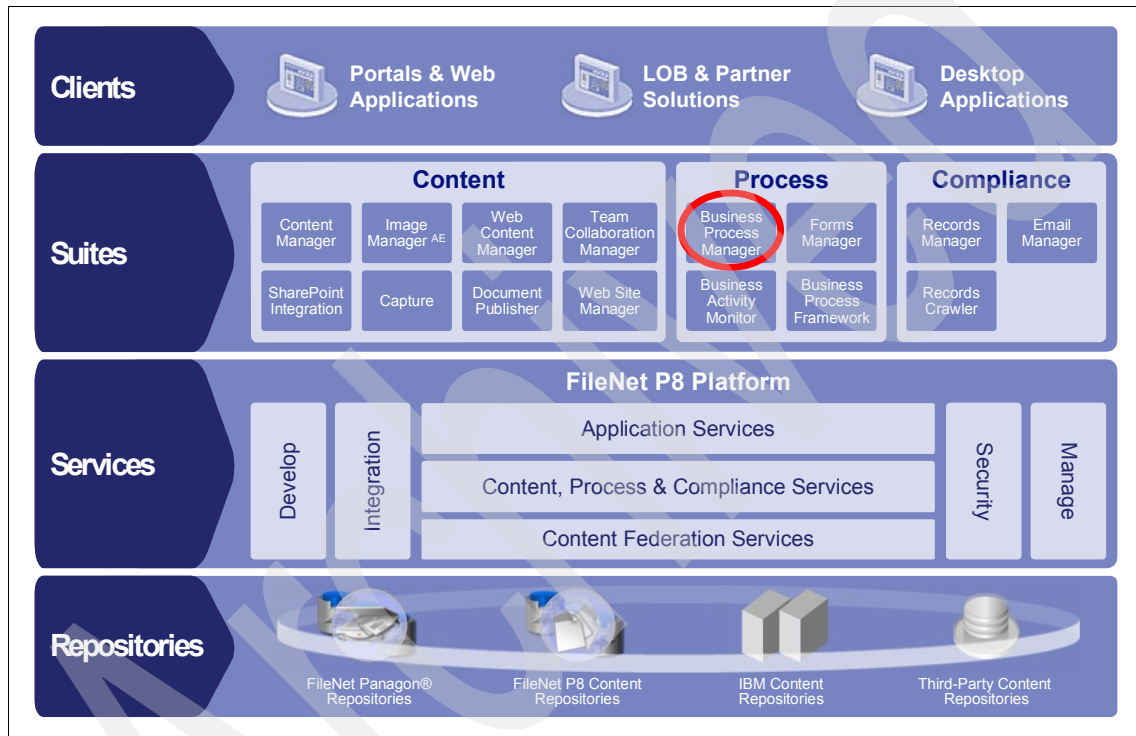 Clients
Portals & Web
Applications
LOB & Partner
Solutions
Desktop
Applications
Suites
Content
Content
Manager
Image
Manager AE
Web
Content
Manager
Team
Collaboration
Manager
SharePoint
Integration
Capture
Document
Publisher
Web Site
Manager
Process
Business
Process
Manager
Forms
Manager
Business
Activity
Monitor
Business
Process
Framework
Compliance
Records
Manager
Email
Manager
Records
Crawler
Services
FileNet P8 Platform
Develop
Integration
Application Services
Content, Process & Compliance Services
Content Federation Services
Security
Manage
Repositories
FileNet Panagon®
Repositories
FileNet P8 Content
Repositories
IBM Content
Repositories
Third-Party Content
Repositories